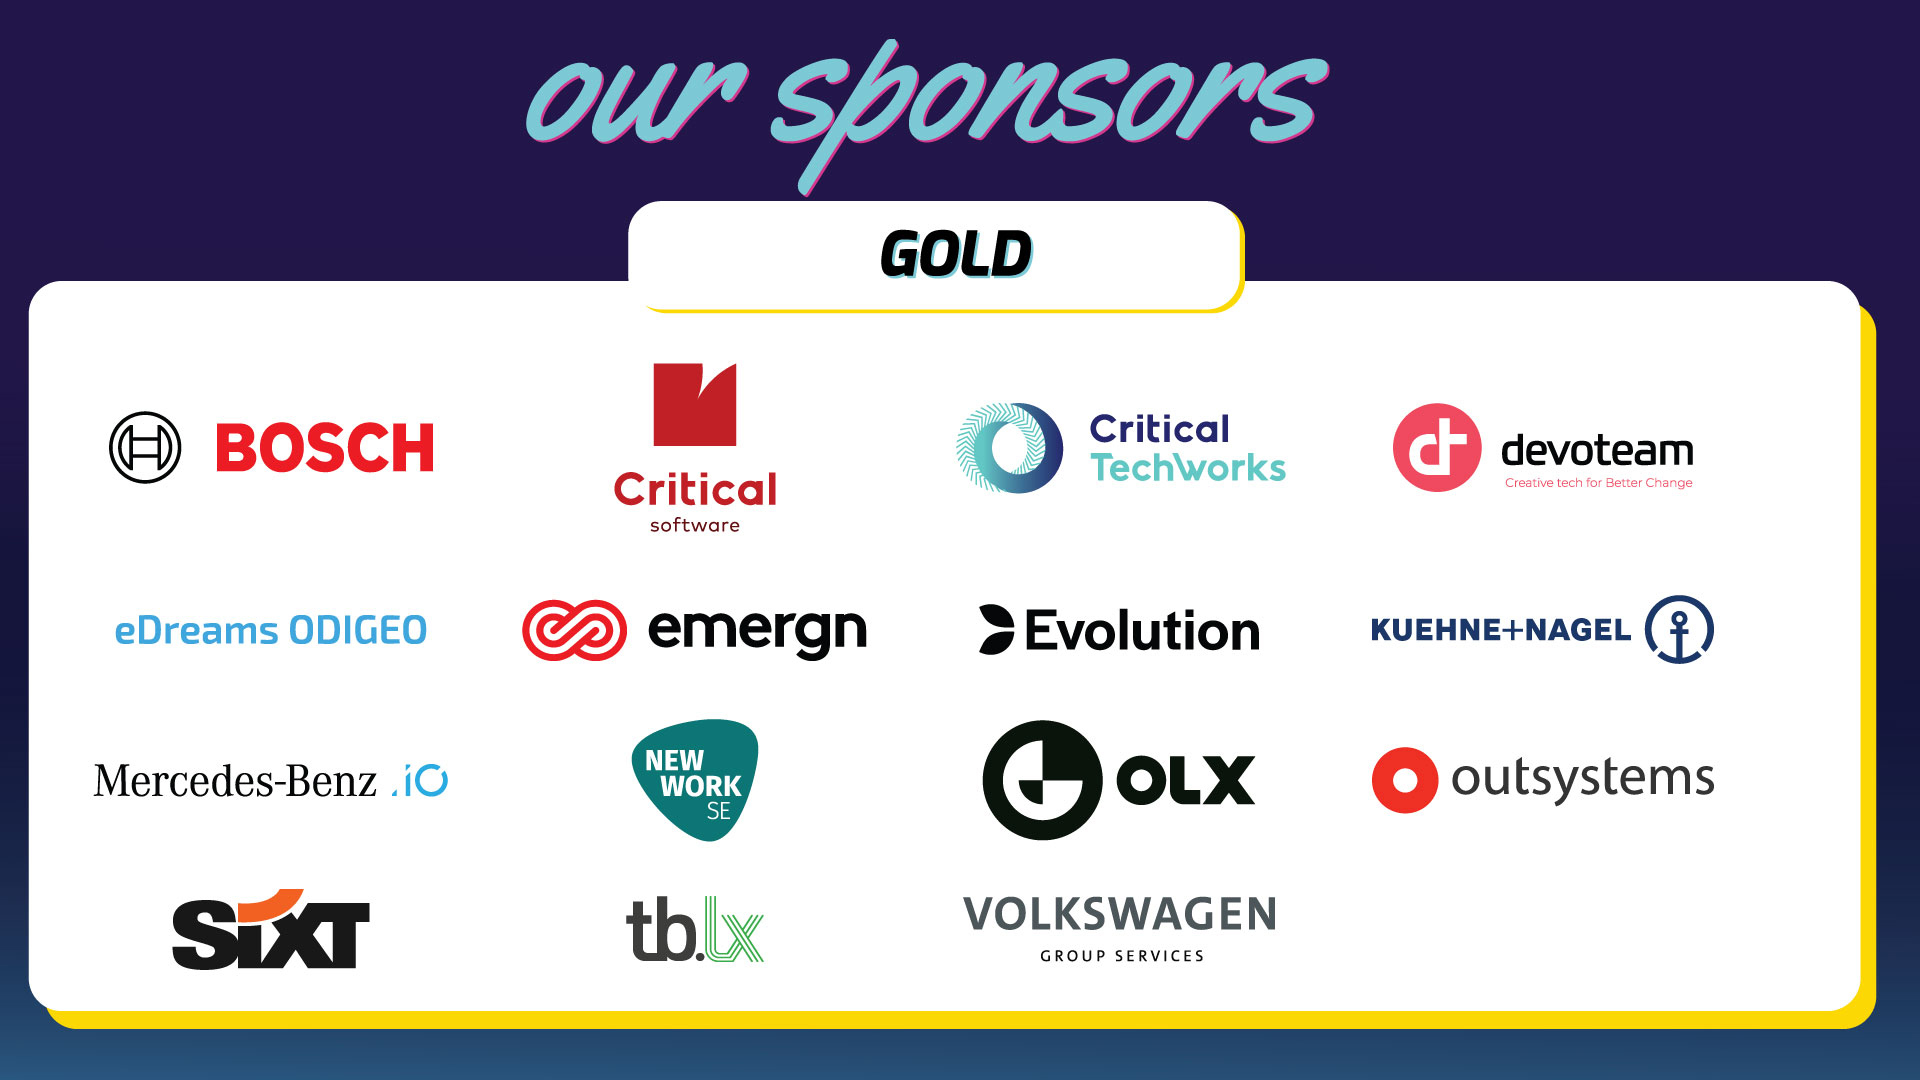 our sponsors
GOLD
BOSCH
Critical
software
Critical
TechWorks
devoteam
Creative tech for Better Change
eDreams ODIGEO
emergn
Evolution
KUEHNE+NAGEL
Mercedes-Benz .io
NEW
WORK
SE
OLX
outsystems
SIXT
tb.lx
VOLKSWAGEN
GROUP SERVICES